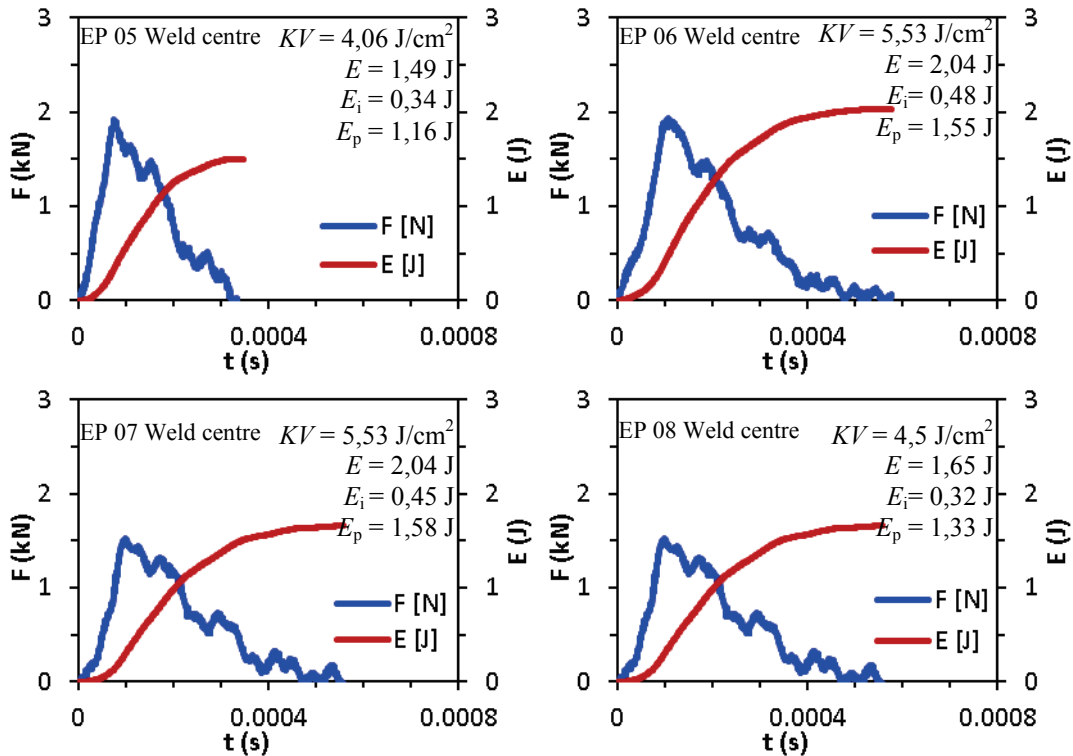 EP 05 Weld centre KV = 4,06 J/cm²
E = 1,49 J
Ei = 0,34 J
Ep = 1,16 J
F (kN)
3
2
1
0
E (J)
3
2
1
0
F [N]
E [J]
0 0.0004 0.0008
t (s)
EP 06 Weld centre KV = 5,53 J/cm²
E = 2,04 J
Ei= 0,48 J
Ep = 1,55 J
F (kN)
3
2
1
0
E (J)
3
2
1
0
F [N]
E [J]
0 0.0004 0.0008
t (s)
EP 07 Weld centre KV = 5,53 J/cm²
E = 2,04 J
Ei = 0,45 J
Ep = 1,58 J
F (kN)
3
2
1
0
E (J)
3
2
1
0
F [N]
E [J]
0 0.0004 0.0008
t (s)
EP 08 Weld centre KV = 4,5 J/cm²
E = 1,65 J
Ei = 0,32 J
Ep = 1,33 J
F (kN)
3
2
1
0
E (J)
3
2
1
0
F [N]
E [J]
0 0.0004 0.0008
t (s)